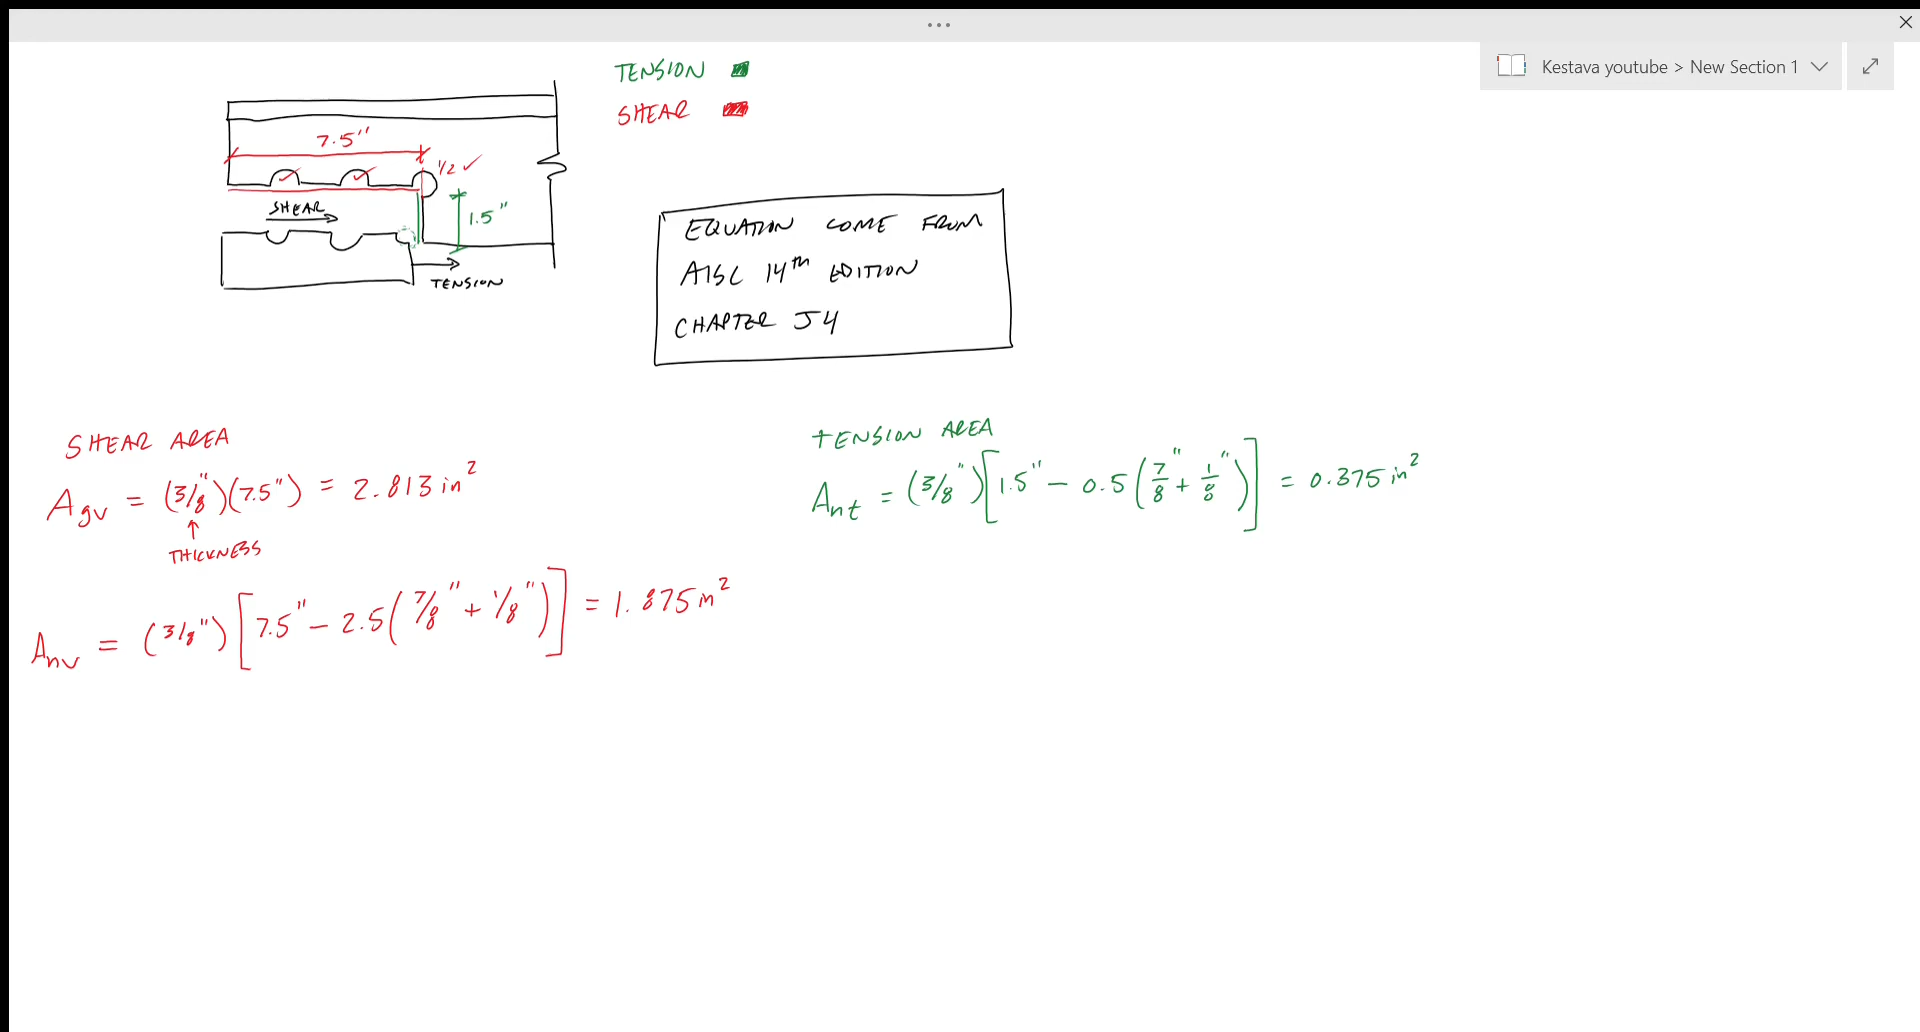 Kestava youtube > New Section 1
TENSION
SHEAR
7.5"
1/2 ✓
SHEAR
1.5"
TENSION
EQUATION COME FROM
AISC 14th EDITION
CHAPTER J4
SHEAR AREA
Agv = (3/8")(7.5") = 2.813 in²
↑
THICKNESS
Anv = (3/8")[7.5" - 2.5(7/8" + 1/8")] = 1.875 in²
TENSION AREA
Ant = (3/8")[1.5" - 0.5(7/8" + 1/8")] = 0.375 in²